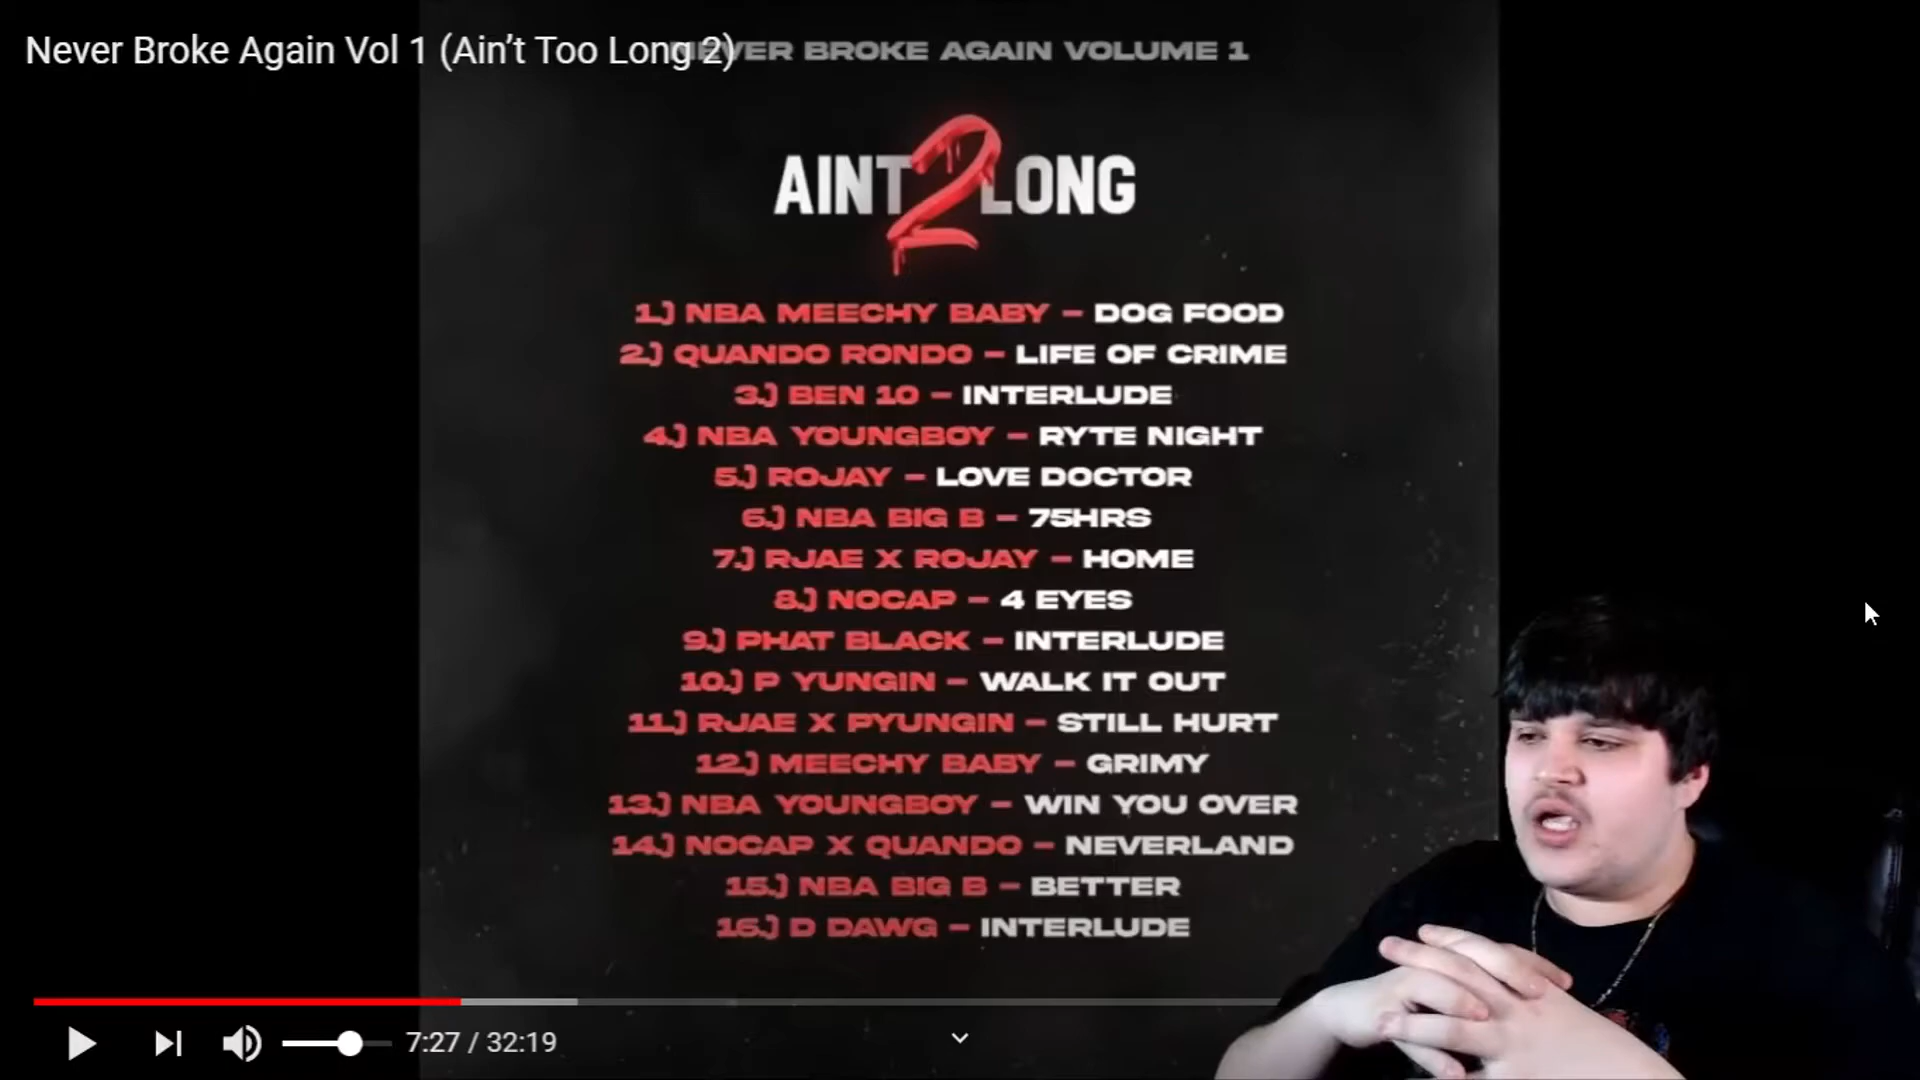 Never Broke Again Vol 1 (Ain't Too Long 2)
VER BROKE AGAIN VOLUME 1
AINT 2 LONG
1.) NBA MEECHY BABY – DOG FOOD
2.) QUANDO RONDO – LIFE OF CRIME
3.) BEN 10 – INTERLUDE
4.) NBA YOUNGBOY – RYTE NIGHT
5.) ROJAY – LOVE DOCTOR
6.) NBA BIG B – 75HRS
7.) RJAE X ROJAY – HOME
8.) NOCAP – 4 EYES
9.) PHAT BLACK – INTERLUDE
10.) P YUNGIN – WALK IT OUT
11.) RJAE X PYUNGIN – STILL HURT
12.) MEECHY BABY – GRIMY
13.) NBA YOUNGBOY – WIN YOU OVER
14.) NOCAP X QUANDO – NEVERLAND
15.) NBA BIG B – BETTER
16.) D DAWG – INTERLUDE
7:27 / 32:19